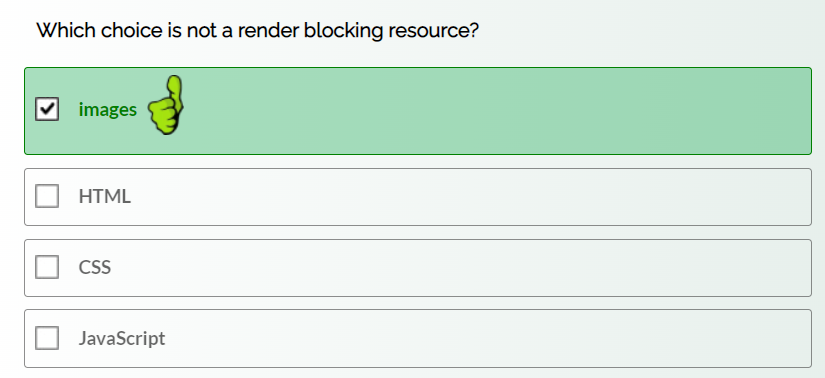 Which choice is not a render blocking resource?
images
HTML
CSS
JavaScript